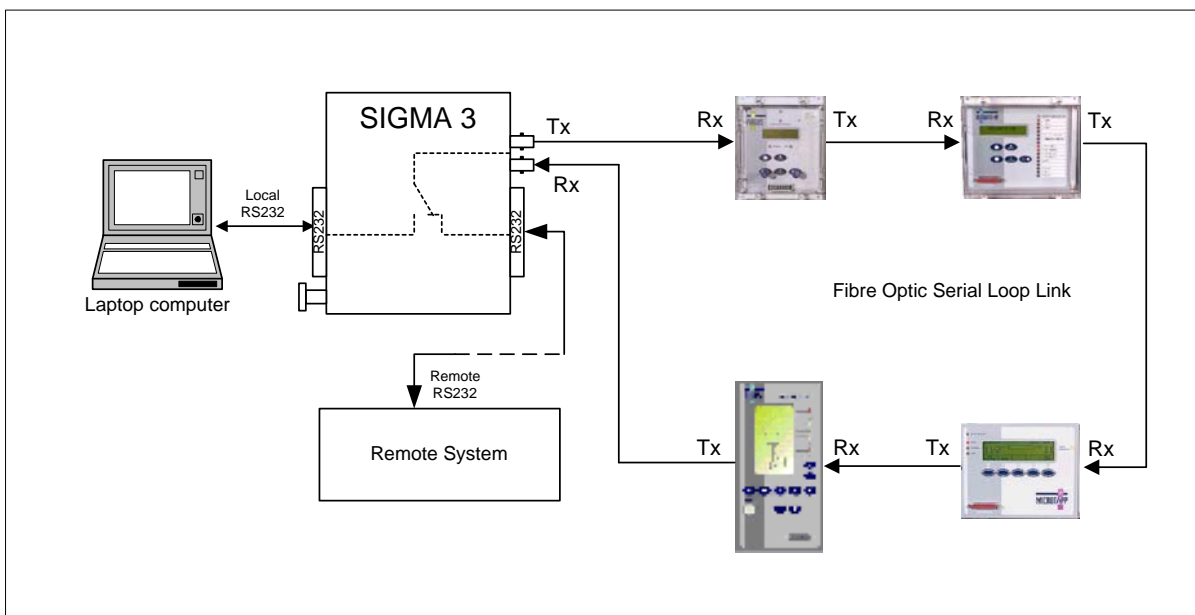 SIGMA 3
Tx
Rx
Tx
Rx
Tx
Rx
Local
RS232
RS232
RS232
Laptop computer
Fibre Optic Serial Loop Link
Remote
RS232
Remote System
Tx
Rx
Tx
Rx
MICROTAPP